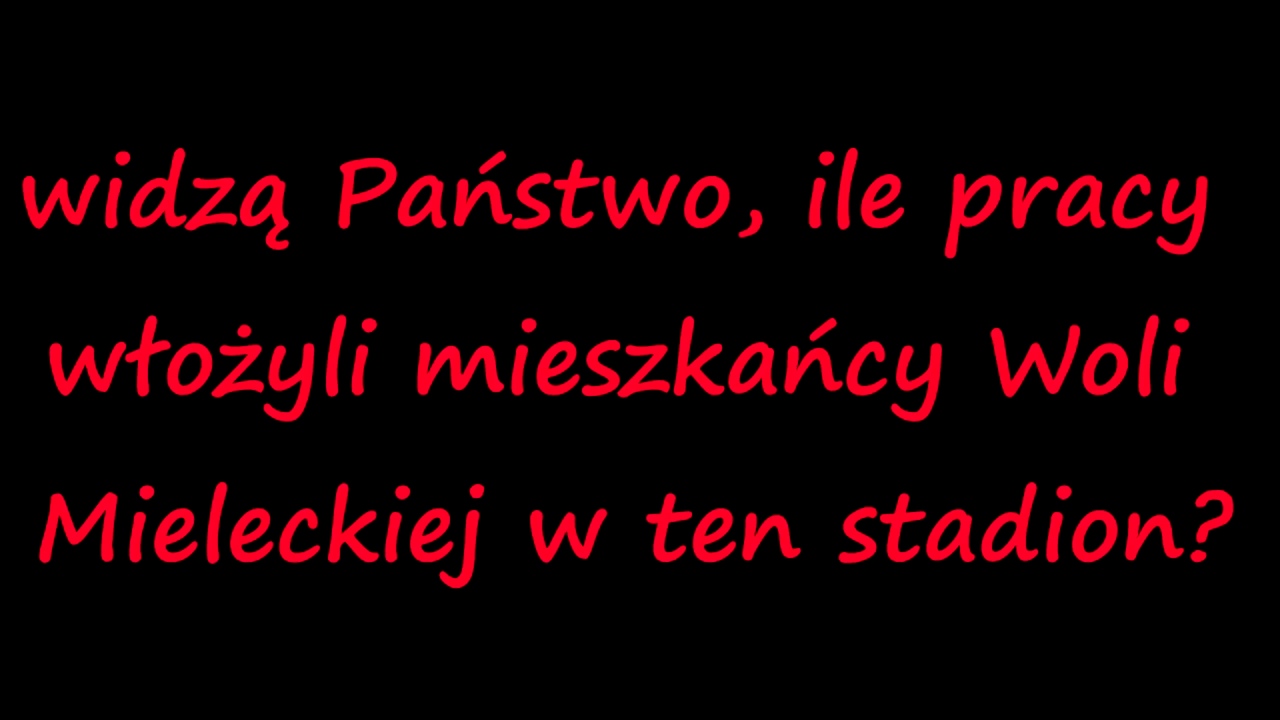 widzą Państwo, ile pracy
włożyli mieszkańcy Woli
Mieleckiej w ten stadion?